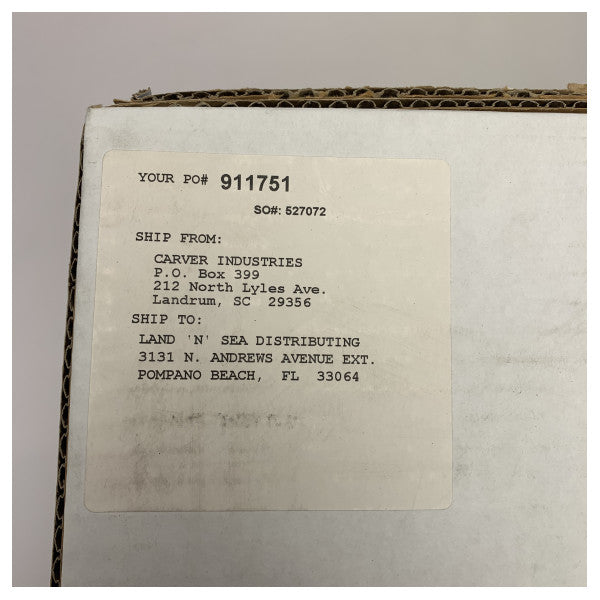 YOUR PO# 911751
SO#: 527072
SHIP FROM:
CARVER INDUSTRIES
P.O. Box 399
212 North Lyles Ave.
Landrum, SC 29356
SHIP TO:
LAND 'N' SEA DISTRIBUTING
3131 N. ANDREWS AVENUE EXT.
POMPANO BEACH, FL 33064